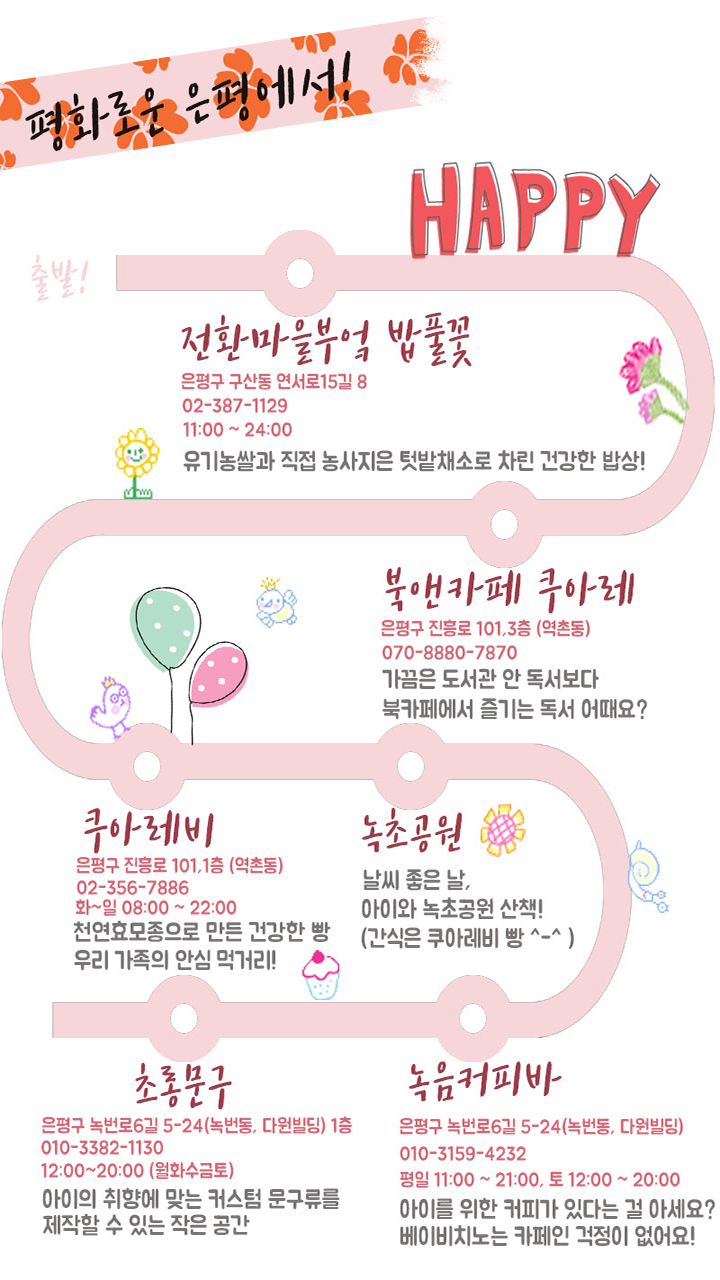 평화로운 은평에서!
HAPPY
출발!
전환마을부엌 밥풀꽃
은평구 구산동 연서로15길 8
02-387-1129
11:00 ~ 24:00
유기농쌀과 직접 농사지은 텃밭채소로 차린 건강한 밥상!
북앤카페 쿠아레
은평구 진흥로 101,3층 (역촌동)
070-8880-7870
가끔은 도서관 안 독서보다
북카페에서 즐기는 독서 어때요?
쿠아레비
은평구 진흥로 101,1층 (역촌동)
02-356-7886
화~일 08:00 ~ 22:00
천연효모종으로 만든 건강한 빵
우리 가족의 안심 먹거리!
녹초공원
날씨 좋은 날,
아이와 녹초공원 산책!
(간식은 쿠아레비 빵 ^-^ )
초롱문구
은평구 녹번로6길 5-24(녹번동, 다원빌딩) 1층
010-3382-1130
12:00~20:00 (월화수금토)
아이의 취향에 맞는 커스텀 문구류를
제작할 수 있는 작은 공간
녹음커피바
은평구 녹번로6길 5-24(녹번동, 다원빌딩)
010-3159-4232
평일 11:00 ~ 21:00, 토 12:00 ~ 20:00
아이를 위한 커피가 있다는 걸 아세요?
베이비치노는 카페인 걱정이 없어요!